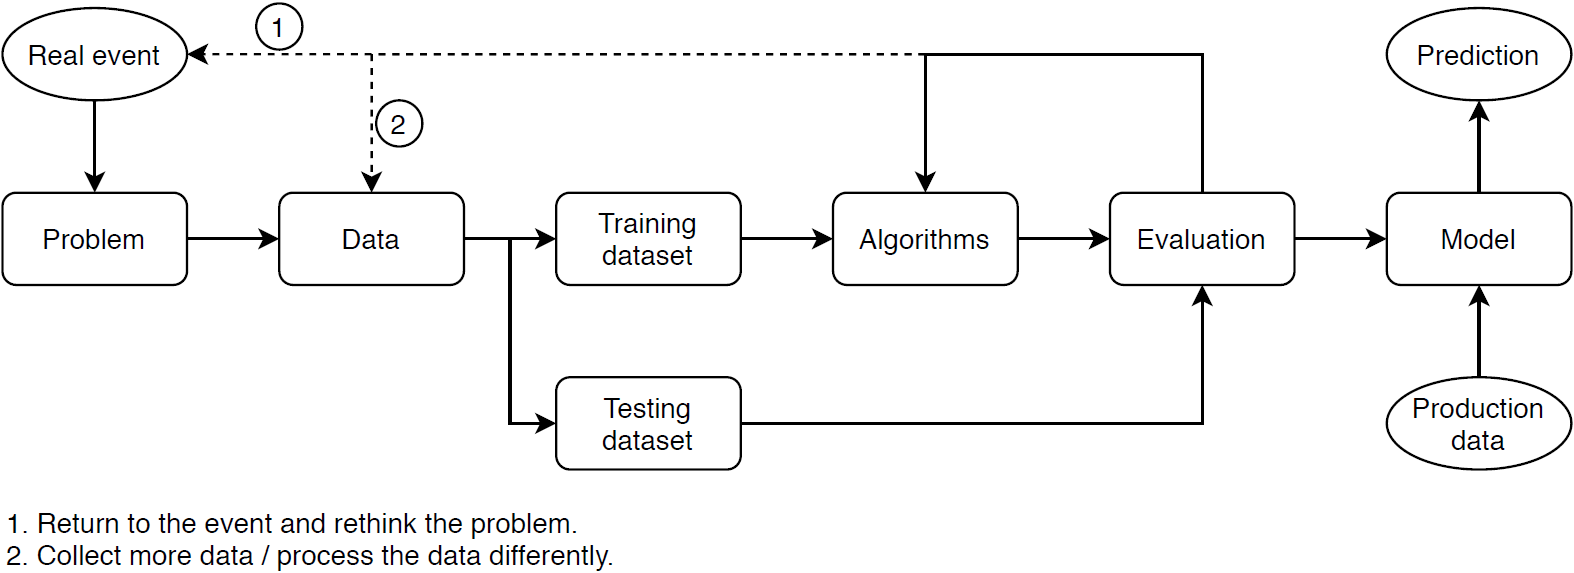 Real event
1
Prediction
2
Problem
Data
Training
dataset
Algorithms
Evaluation
Model
Testing
dataset
Production
data
1. Return to the event and rethink the problem.
2. Collect more data / process the data differently.